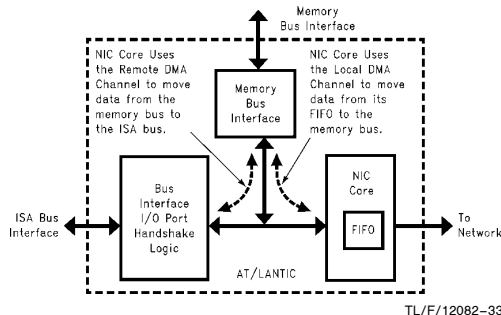 Memory
Bus Interface
NIC Core Uses
the Remote DMA
Channel to move
data from the
memory bus to
the ISA bus.
NIC Core Uses
the Local DMA
Channel to move
data from its
FIFO to the
memory bus.
Memory
Bus
Interface
Bus
Interface
I/O Port
Handshake
Logic
NIC
Core
FIFO
ISA Bus
Interface
To
Network
AT/LANTIC
TL/F/12082-33